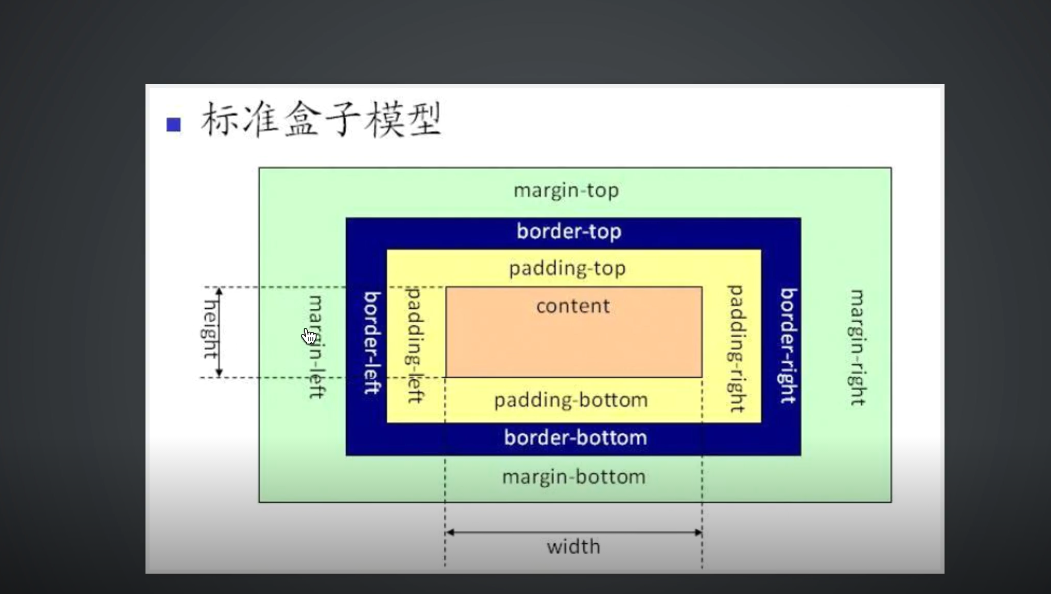 标准盒子模型
margin-top
border-top
padding-top
height
margin-left
border-left
padding-left
content
padding-right
border-right
margin-right
padding-bottom
border-bottom
margin-bottom
width